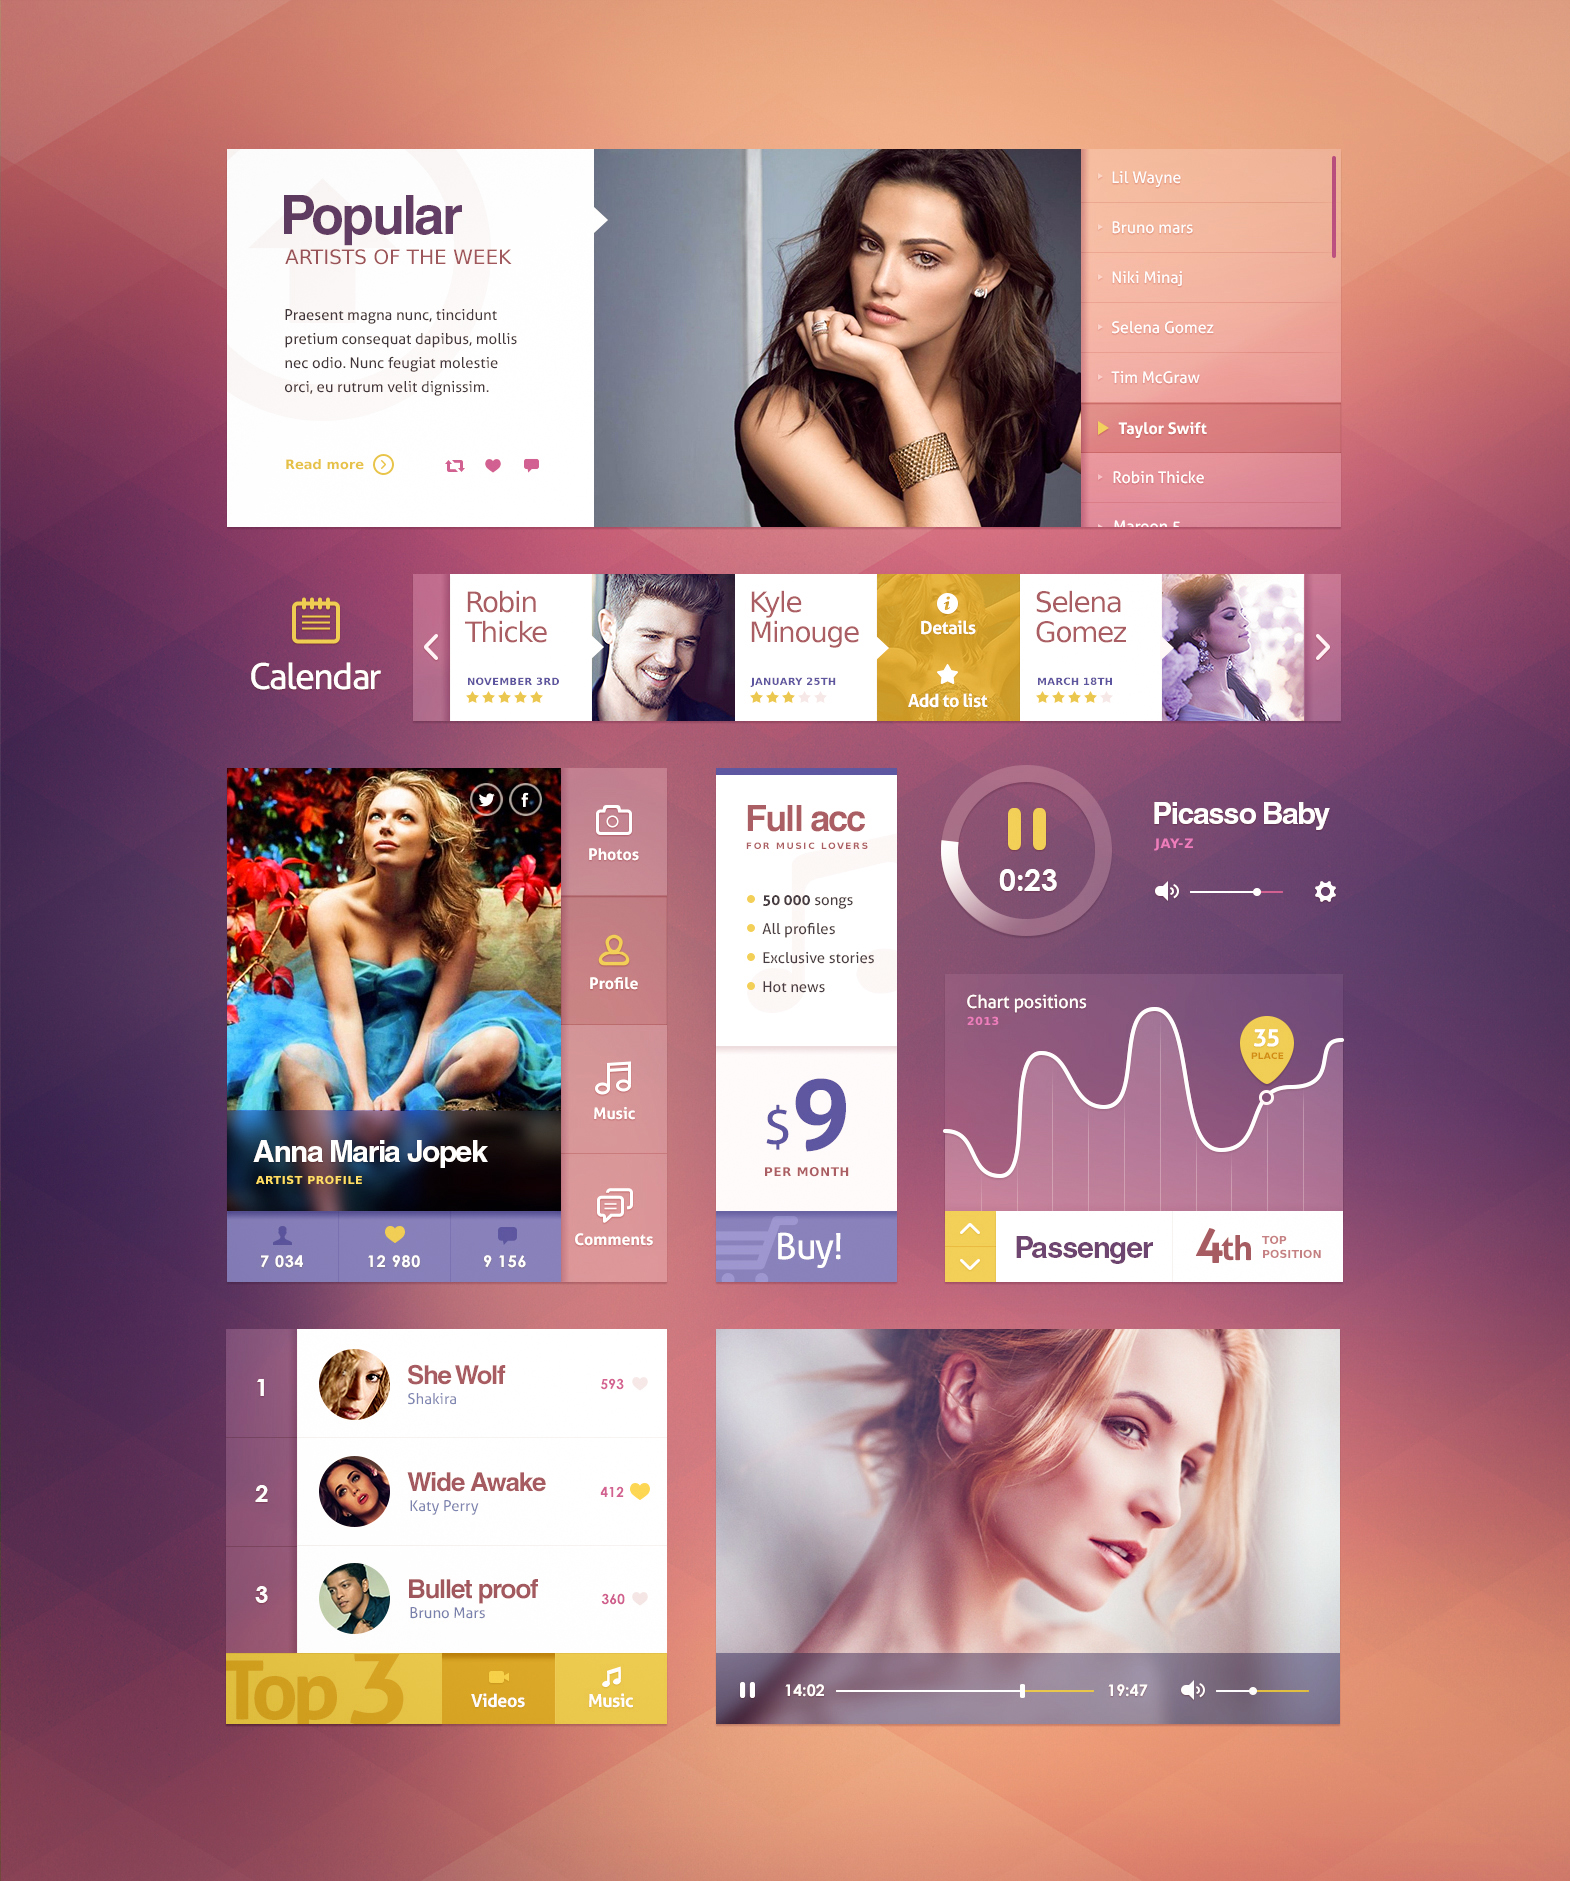 Popular
ARTISTS OF THE WEEK
Praesent magna nunc, tincidunt
pretium consequat dapibus, mollis
nec odio. Nunc feugiat molestie
orci, eu rutrum velit dignissim.
Read more
Lil Wayne
Bruno mars
Niki Minaj
Selena Gomez
Tim McGraw
Taylor Swift
Robin Thicke
Maroon 5
Calendar
Robin
Thicke
NOVEMBER 3RD
Kyle
Minouge
JANUARY 25TH
Details
Add to list
Selena
Gomez
MARCH 18TH
Anna Maria Jopek
ARTIST PROFILE
7 034
12 980
9 156
Photos
Profile
Music
Comments
Full acc
FOR MUSIC LOVERS
50 000 songs
All profiles
Exclusive stories
Hot news
$9
PER MONTH
Buy!
0:23
Picasso Baby
JAY-Z
Chart positions
2013
35
PLACE
Passenger
4th
TOP
POSITION
1
She Wolf
Shakira
593
2
Wide Awake
Katy Perry
412
3
Bullet proof
Bruno Mars
360
Top 3
Videos
Music
14:02
19:47